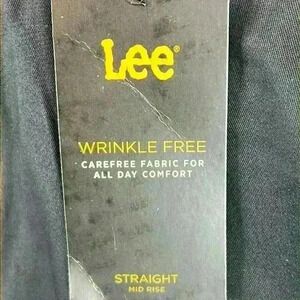 Lee®
WRINKLE FREE
CAREFREE FABRIC FOR
ALL DAY COMFORT
STRAIGHT
MID RISE